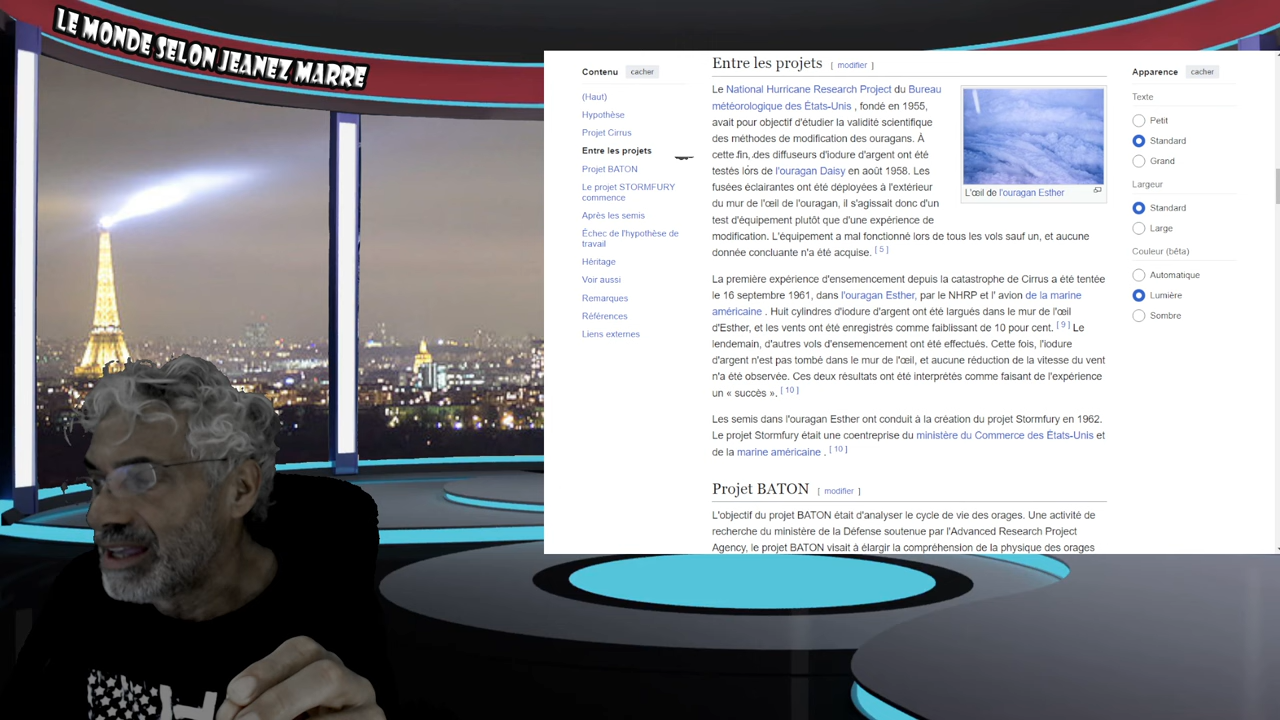 LE MONDE SELON JEANEZ MARRE
Contenu cacher
(Haut)
Hypothèse
Projet Cirrus
Entre les projets
Projet BATON
Le projet STORMFURY
commence
Après les semis
Échec de l'hypothèse de
travail
Héritage
Voir aussi
Remarques
Références
Liens externes
Entre les projets [ modifier ]
Le National Hurricane Research Project du Bureau
météorologique des États-Unis , fondé en 1955,
avait pour objectif d'étudier la validité scientifique
des méthodes de modification des ouragans. À
cette fin, des diffuseurs d'iodure d'argent ont été
testés lors de l'ouragan Daisy en août 1958. Les
fusées éclairantes ont été déployées à l'extérieur
du mur de l'œil de l'ouragan, il s'agissait donc d'un
test d'équipement plutôt que d'une expérience de
modification. L'équipement a mal fonctionné lors de tous les vols sauf un, et aucune
donnée concluante n'a été acquise. [ 5 ]
L'œil de l'ouragan Esther
La première expérience d'ensemencement depuis la catastrophe de Cirrus a été tentée
le 16 septembre 1961, dans l'ouragan Esther, par le NHRP et l' avion de la marine
américaine . Huit cylindres d'iodure d'argent ont été largués dans le mur de l'œil
d'Esther, et les vents ont été enregistrés comme faiblissant de 10 pour cent. [ 9 ] Le
lendemain, d'autres vols d'ensemencement ont été effectués. Cette fois, l'iodure
d'argent n'est pas tombé dans le mur de l'œil, et aucune réduction de la vitesse du vent
n'a été observée. Ces deux résultats ont été interprétés comme faisant de l'expérience
un « succès ». [ 10 ]
Les semis dans l'ouragan Esther ont conduit à la création du projet Stormfury en 1962.
Le projet Stormfury était une coentreprise du ministère du Commerce des États-Unis et
de la marine américaine . [ 10 ]
Projet BATON [ modifier ]
L'objectif du projet BATON était d'analyser le cycle de vie des orages. Une activité de
recherche du ministère de la Défense soutenue par l'Advanced Research Project
Agency, le projet BATON visait à élargir la compréhension de la physique des orages
Apparence cacher
Texte
Petit
Standard
Grand
Largeur
Standard
Large
Couleur (bêta)
Automatique
Lumière
Sombre